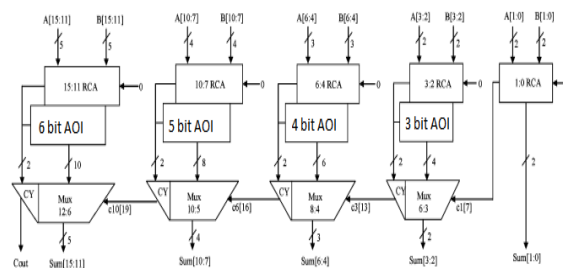 A[15:11] B[15:11] A[10:7] B[10:7] A[6:4] B[6:4] A[3:2] B[3:2] A[1:0] B[1:0]
5 5 4 4 3 3 2 2 2 2
15:11 RCA 0 10:7 RCA 0 6:4 RCA 0 3:2 RCA 0 1:0 RCA 0
6 bit AOI 5 bit AOI 4 bit AOI 3 bit AOI
2 10 2 8 2 6 2 4 2
CY Mux 12:6 c10[19] CY Mux 10:5 c6[16] CY Mux 8:4 c3[13] CY Mux 6:3 c1[7]
5 4 3 2
Cout Sum[15:11] Sum[10:7] Sum[6:4] Sum[3:2] Sum[1:0]